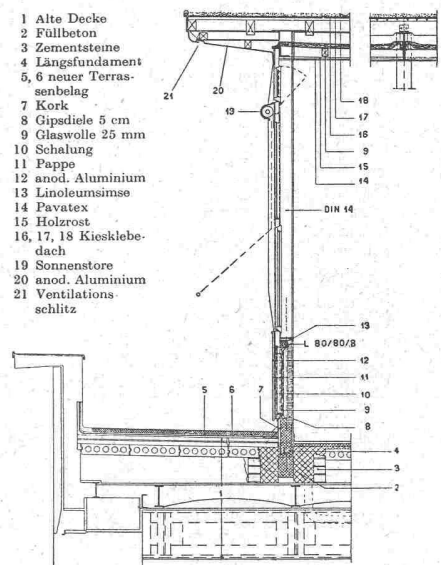 1 Alte Decke
2 Füllbeton
3 Zementsteine
4 Längsfundament
5, 6 neuer Terras-
senbelag
7 Kork
8 Gipsdiele 5 cm
9 Glaswolle 25 mm
10 Schalung
11 Pappe
12 anod. Aluminium
13 Linoleumsimse
14 Pavatex
15 Holzrost
16, 17, 18 Kiesklebe-
dach
19 Sonnenstore
20 anod. Aluminium
21 Ventilations-
schlitz
21
20
19
18
17
16
9
15
14
DIN 14
13
L 80/80/8
12
11
10
9
8
7
5
6
4
3
2
1